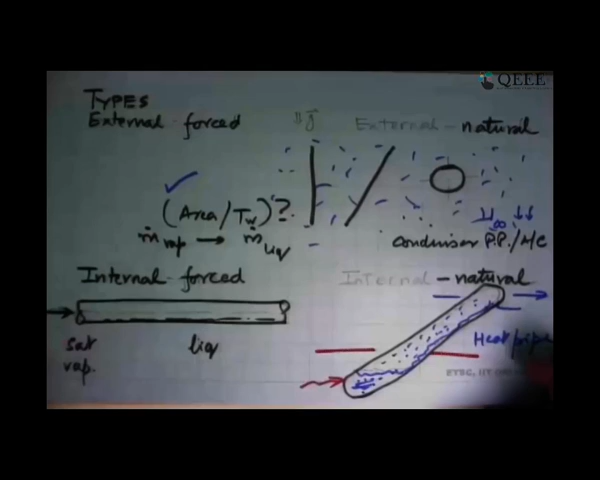 QEEE
TYPES
External forced
External - natural
(Area/Tw)?
ṁvap → ṁliq
Condenser P.P./A/C
Internal forced
Internal - natural
Sat vap.
liq
Heat pipe